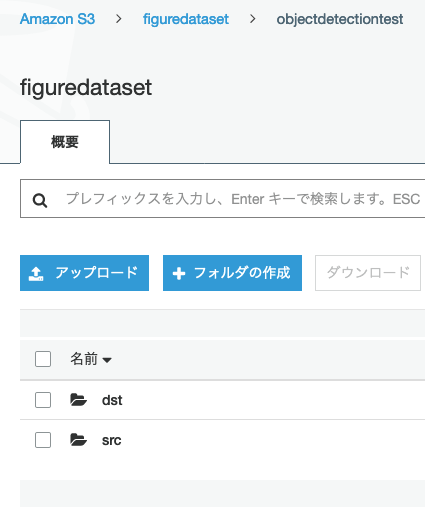 Amazon S3 > figuredataset > objectdetectiontest
figuredataset
概要
プレフィックスを入力し、Enter キーで検索します。ESC
アップロード + フォルダの作成 ダウンロード
名前
dst
src